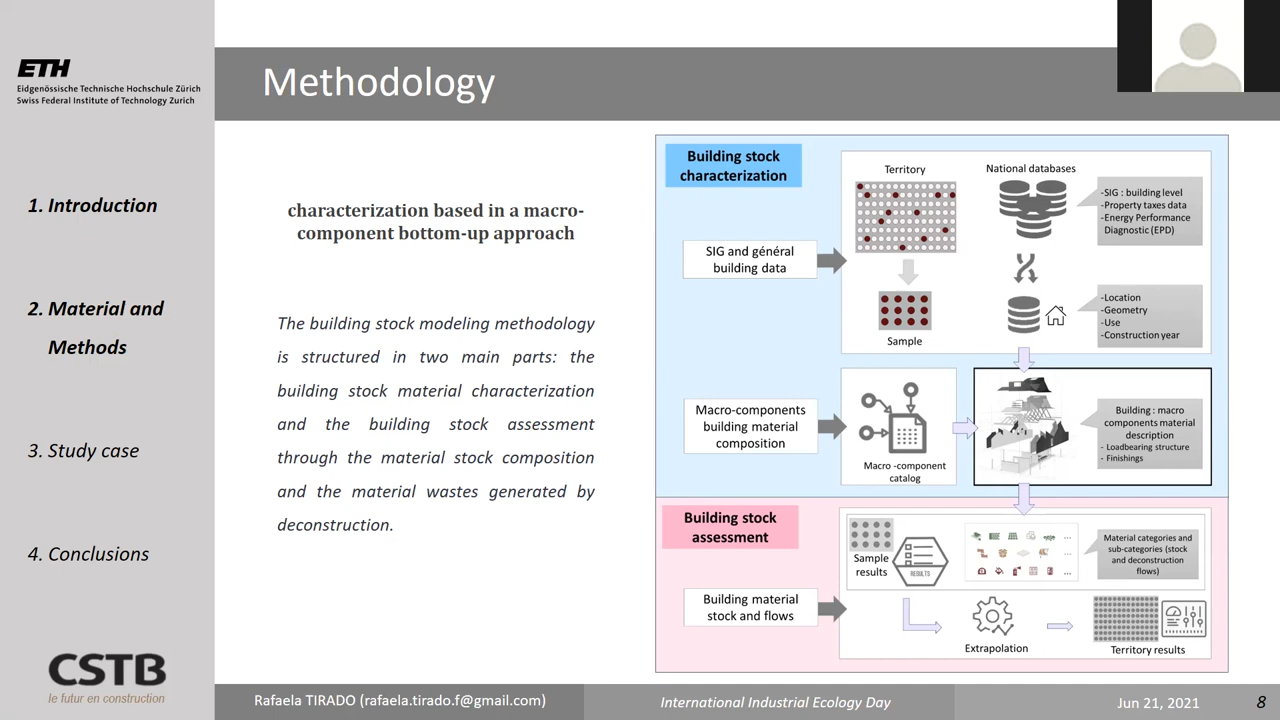 ETH
Eidgenössische Technische Hochschule Zürich
Swiss Federal Institute of Technology Zurich
1. Introduction
2. Material and
Methods
3. Study case
4. Conclusions
CSTB
le futur en construction
Methodology
characterization based in a macro-
component bottom-up approach
The building stock modeling methodology
is structured in two main parts: the
building stock material characterization
and the building stock assessment
through the material stock composition
and the material wastes generated by
deconstruction.
Building stock
characterization
SIG and général
building data
Territory
Sample
National databases
-SIG : building level
-Property taxes data
-Energy Performance
Diagnostic (EPD)
-Location
-Geometry
-Use
-Construction year
Macro-components
building material
composition
Macro -component
catalog
Building : macro
components material
description
- Loadbearing structure
- Finishings
Building stock
assessment
Building material
stock and flows
Sample
results
RESULTS
...
...
...
Material categories and
sub-categories (stock
and deconstruction
flows)
Extrapolation
Territory results
Rafaela TIRADO (rafaela.tirado.f@gmail.com)
International Industrial Ecology Day
Jun 21, 2021
8